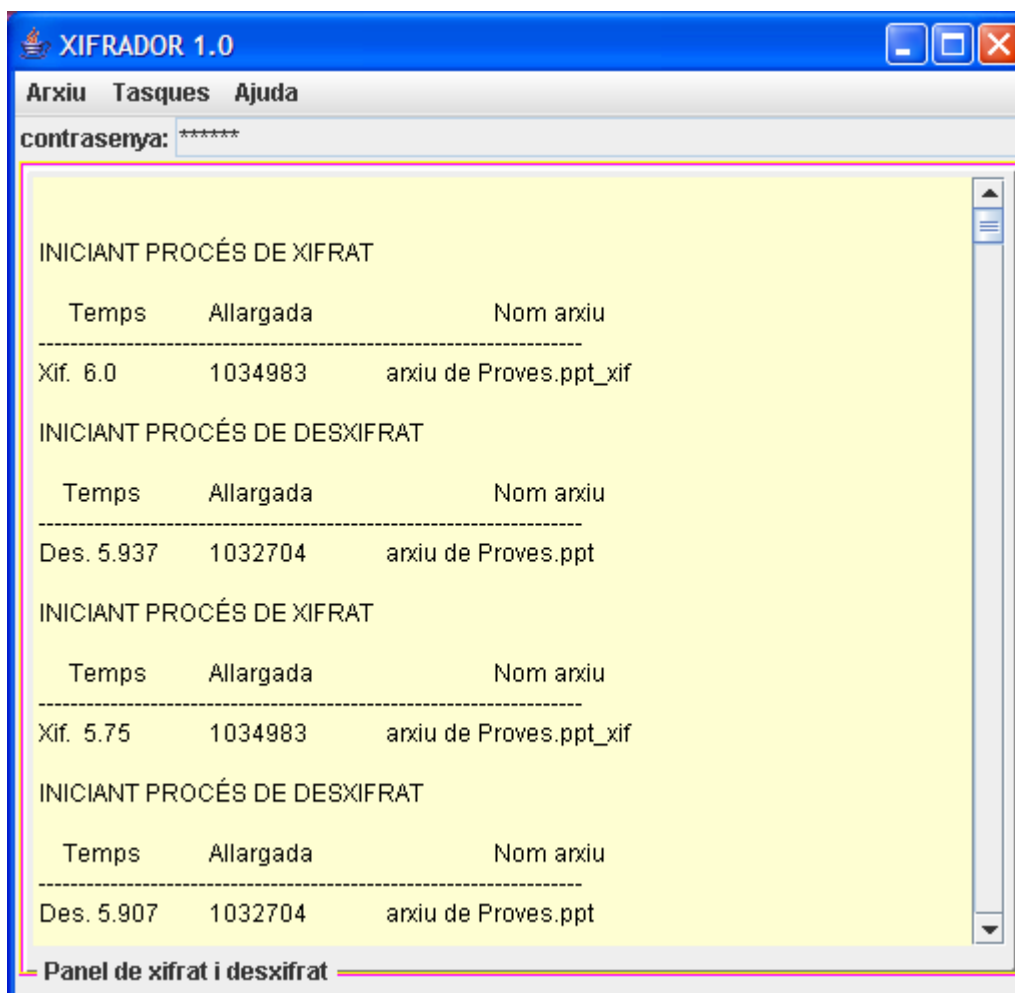 XIFRADOR 1.0
Arxiu Tasques Ajuda
contrasenya: ******
INICIANT PROCÉS DE XIFRAT
Temps Allargada Nom arxiu
--------------------------------------------------------------------
Xif. 6.0 1034983 arxiu de Proves.ppt_xif
INICIANT PROCÉS DE DESXIFRAT
Temps Allargada Nom arxiu
--------------------------------------------------------------------
Des. 5.937 1032704 arxiu de Proves.ppt
INICIANT PROCÉS DE XIFRAT
Temps Allargada Nom arxiu
--------------------------------------------------------------------
Xif. 5.75 1034983 arxiu de Proves.ppt_xif
INICIANT PROCÉS DE DESXIFRAT
Temps Allargada Nom arxiu
--------------------------------------------------------------------
Des. 5.907 1032704 arxiu de Proves.ppt
Panel de xifrat i desxifrat